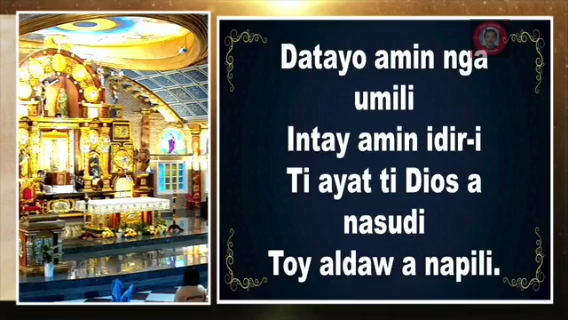 Datayo amin nga
umili
Intay amin idir-i
Ti ayat ti Dios a
nasudi
Toy aldaw a napili.